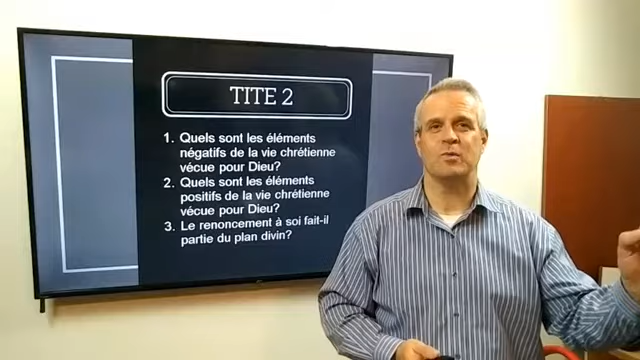 TITE 2
1. Quels sont les éléments
négatifs de la vie chrétienne
vécue pour Dieu?
2. Quels sont les éléments
positifs de la vie chrétienne
vécue pour Dieu?
3. Le renoncement à soi fait-il
partie du plan divin?